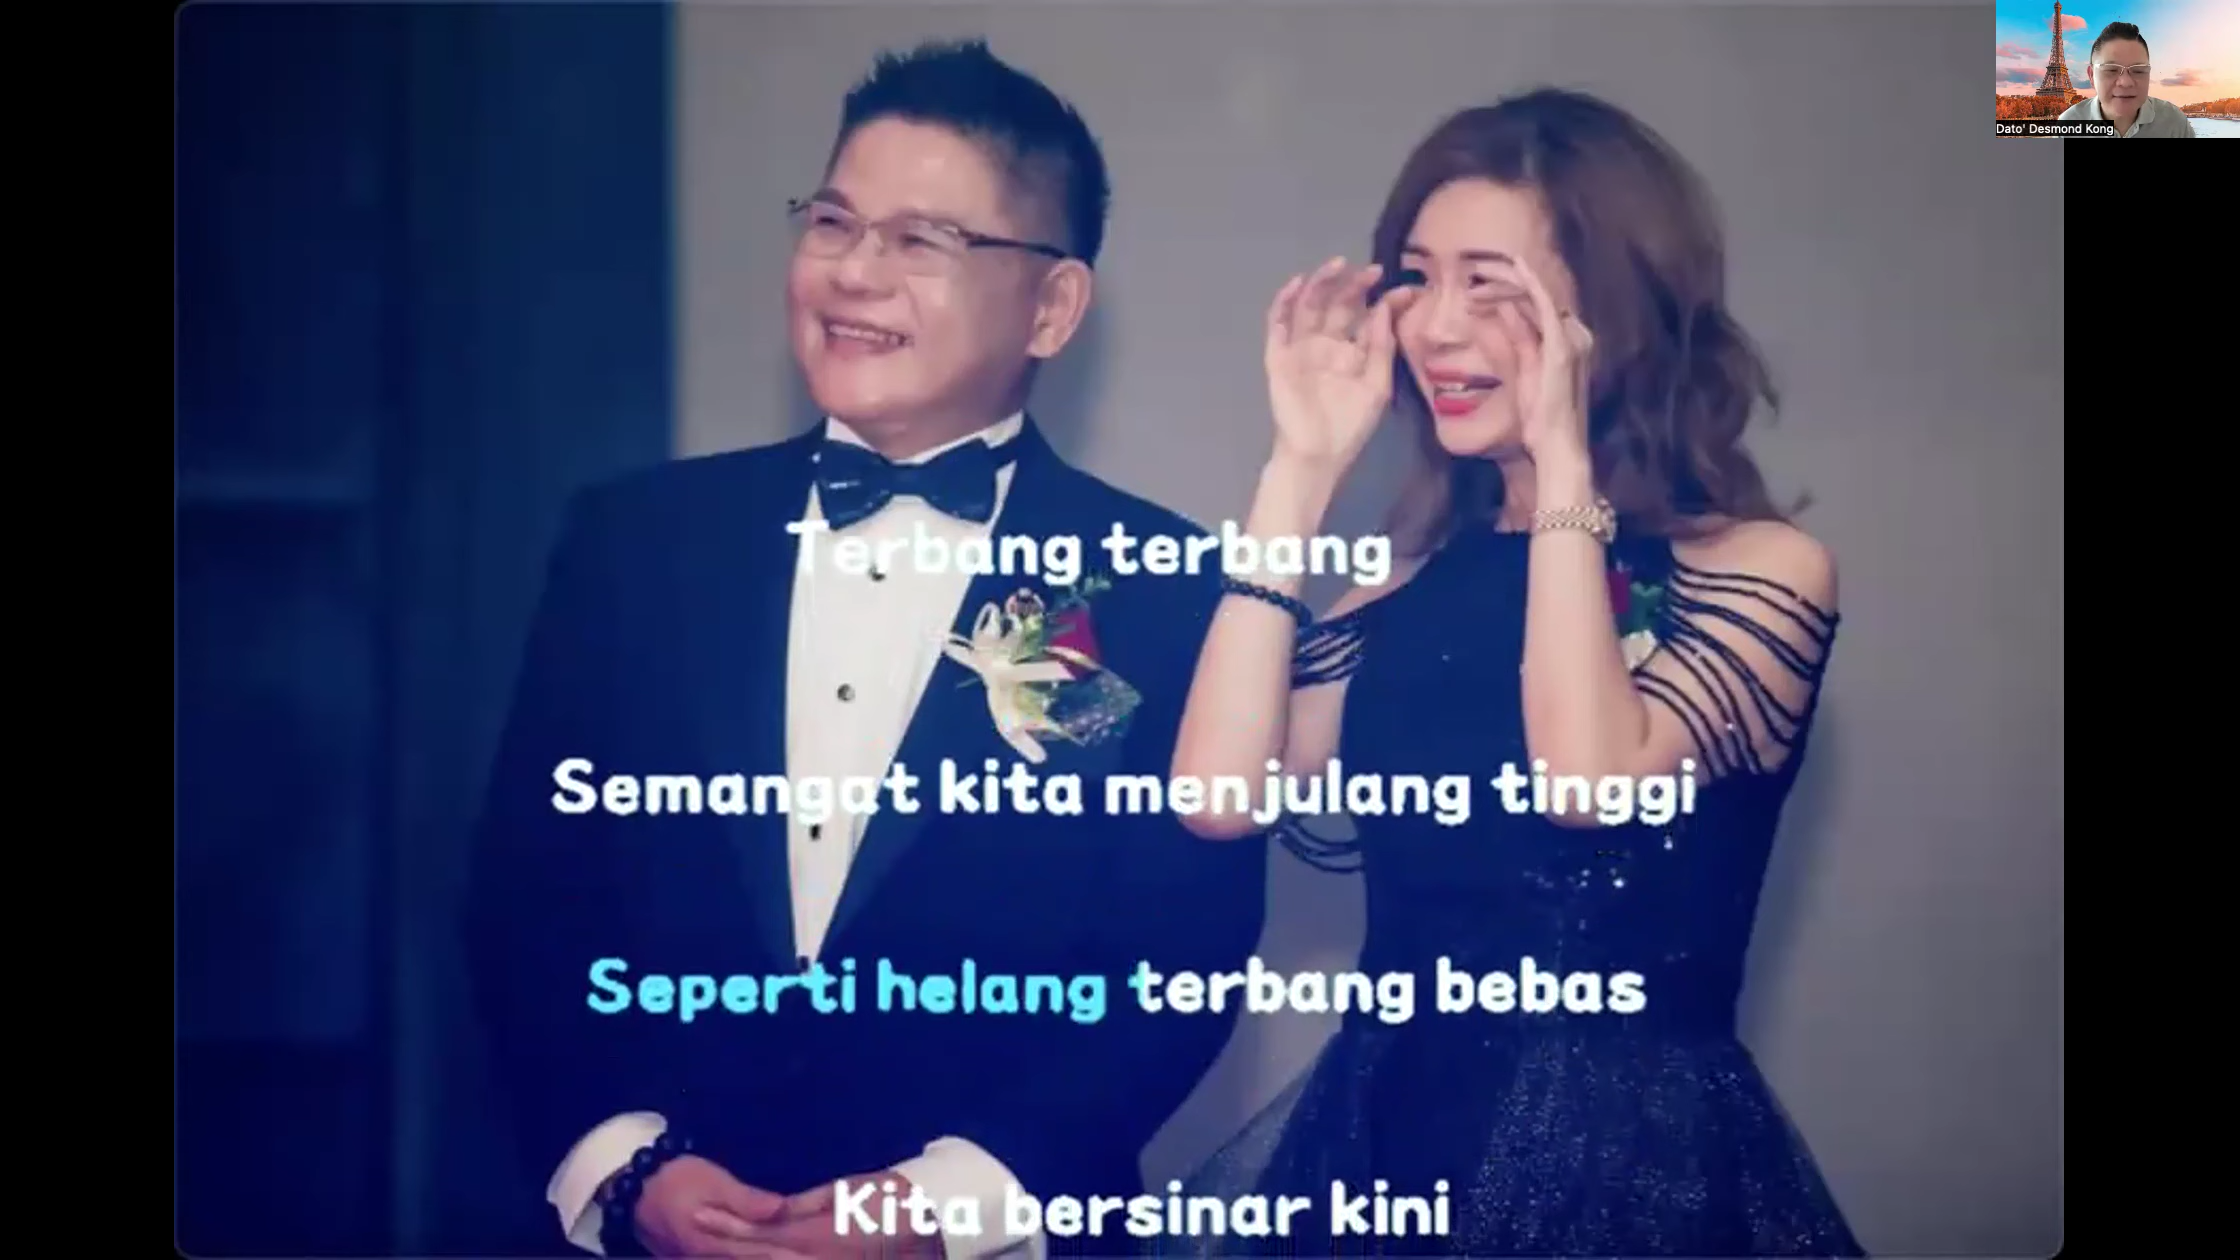 Dato' Desmond Kong
Terbang terbang
Semangat kita menjulang tinggi
Seperti helang terbang bebas
Kita bersinar kini